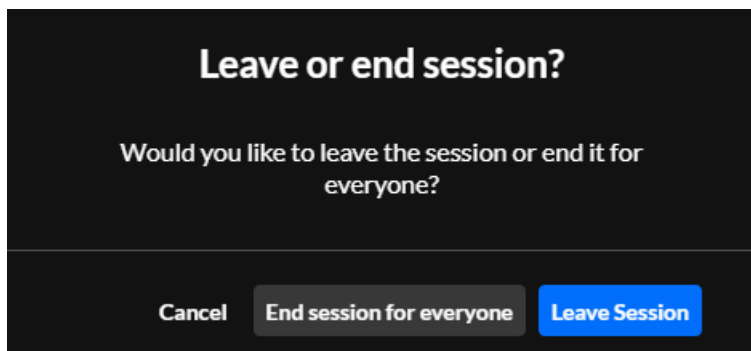 Leave or end session?
Would you like to leave the session or end it for
everyone?
Cancel
End session for everyone
Leave Session